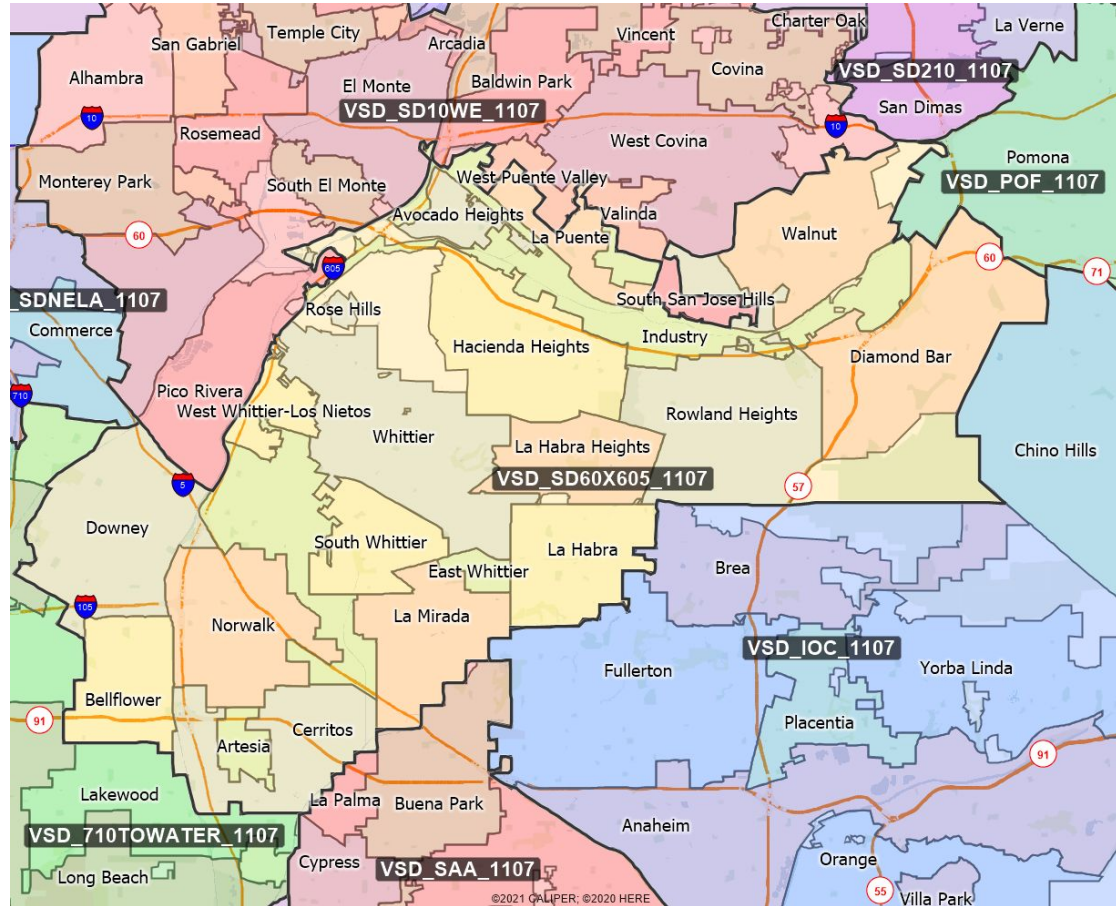 Temple City
San Gabriel
Arcadia
Vincent
Charter Oak
La Verne
Alhambra
El Monte
Baldwin Park
Covina
VSD_SD210_1107
VSD_SD10WE_1107
San Dimas
10
10
Rosemead
West Covina
Pomona
VSD_POF_1107
Monterey Park
South El Monte
West Puente Valley
Avocado Heights
Valinda
La Puente
Walnut
60
60
605
71
_SDNELA_1107
Commerce
Rose Hills
South San Jose Hills
Industry
Hacienda Heights
Diamond Bar
710
Pico Rivera
West Whittier-Los Nietos
Rowland Heights
Whittier
La Habra Heights
Chino Hills
VSD_SD60X605_1107
57
5
Downey
South Whittier
La Habra
East Whittier
Brea
105
Norwalk
La Mirada
VSD_IOC_1107
Fullerton
Yorba Linda
Bellflower
91
Cerritos
Placentia
Artesia
91
Lakewood
La Palma
Buena Park
Anaheim
VSD_710TOWATER_1107
Cypress
VSD_SAA_1107
Orange
Long Beach
55
Villa Park
©2021 CALIPER; ©2020 HERE